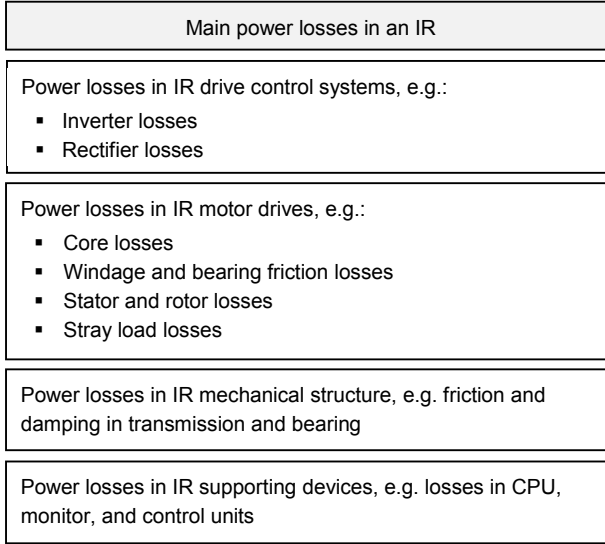 Main power losses in an IR
Power losses in IR drive control systems, e.g.:
▪ Inverter losses
▪ Rectifier losses
Power losses in IR motor drives, e.g.:
▪ Core losses
▪ Windage and bearing friction losses
▪ Stator and rotor losses
▪ Stray load losses
Power losses in IR mechanical structure, e.g. friction and
damping in transmission and bearing
Power losses in IR supporting devices, e.g. losses in CPU,
monitor, and control units